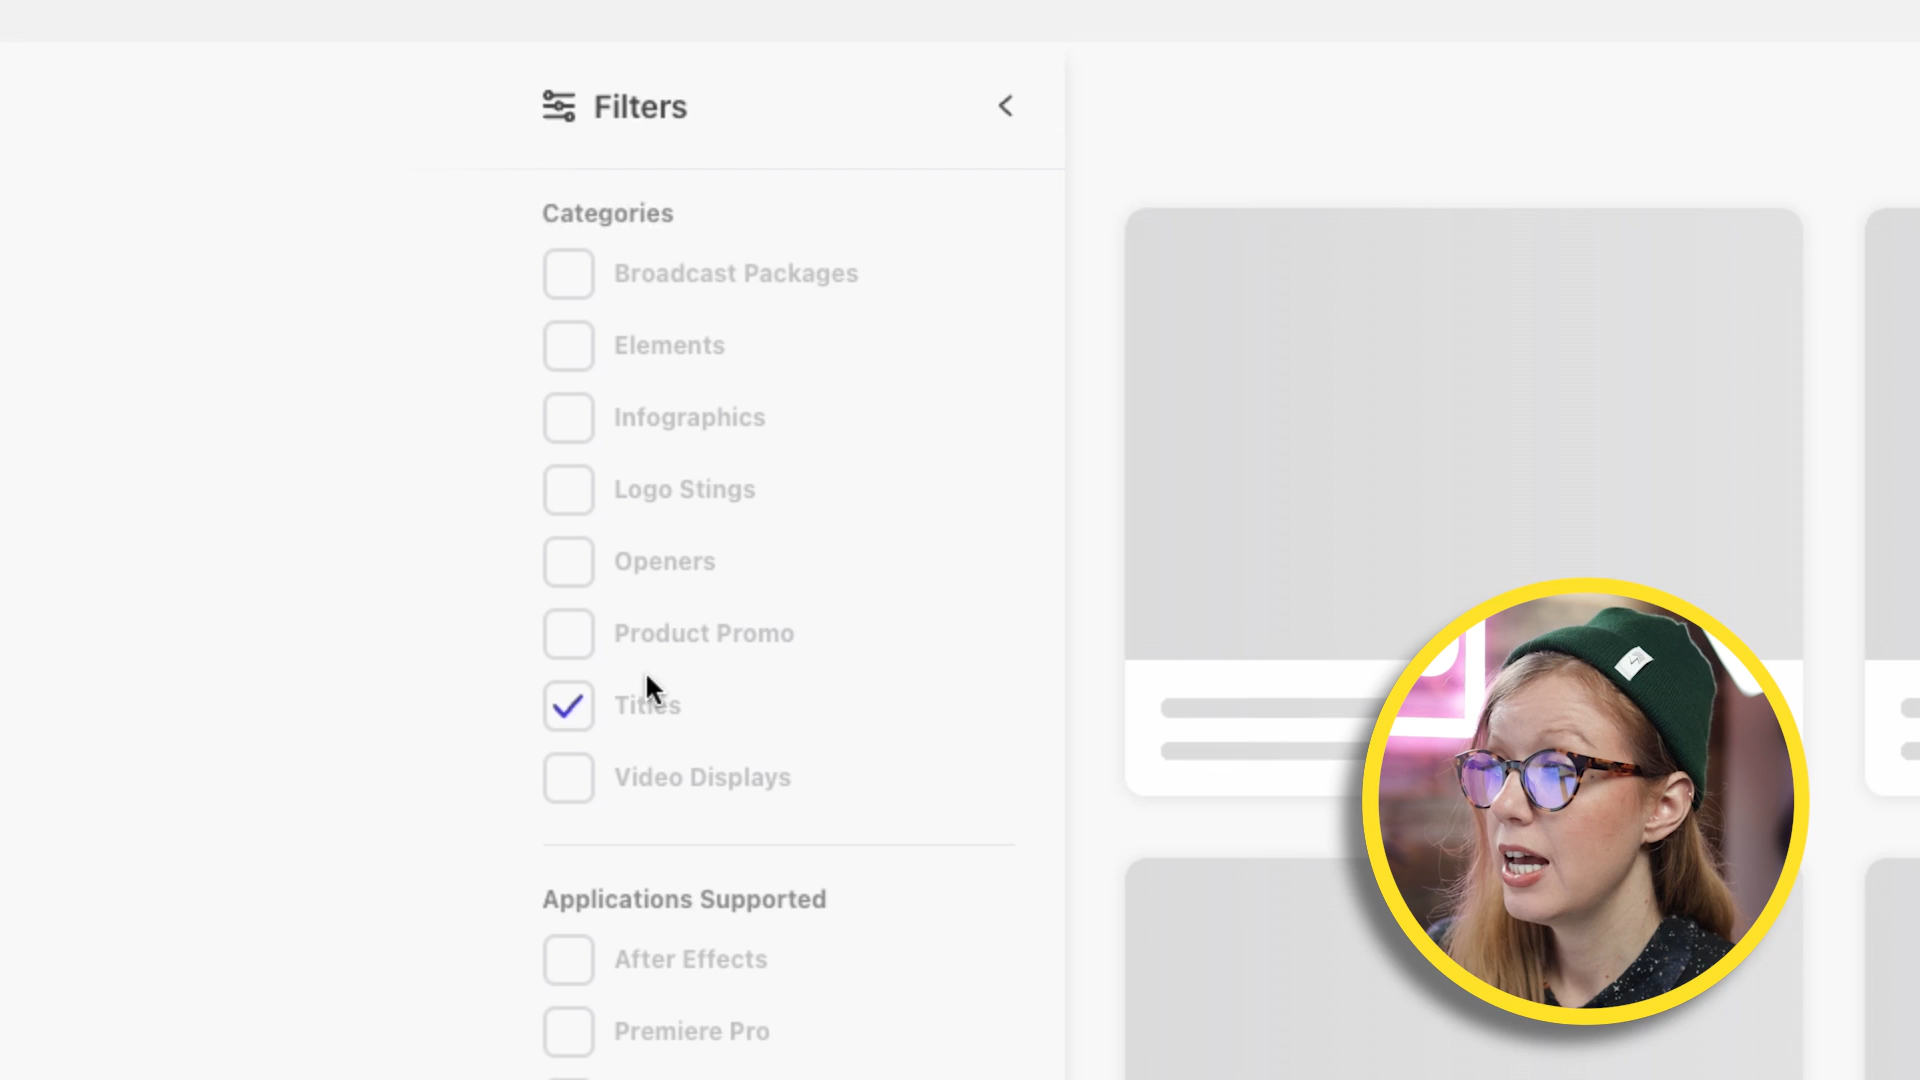 Filters
Categories
Broadcast Packages
Elements
Infographics
Logo Stings
Openers
Product Promo
Titles
Video Displays
Applications Supported
After Effects
Premiere Pro